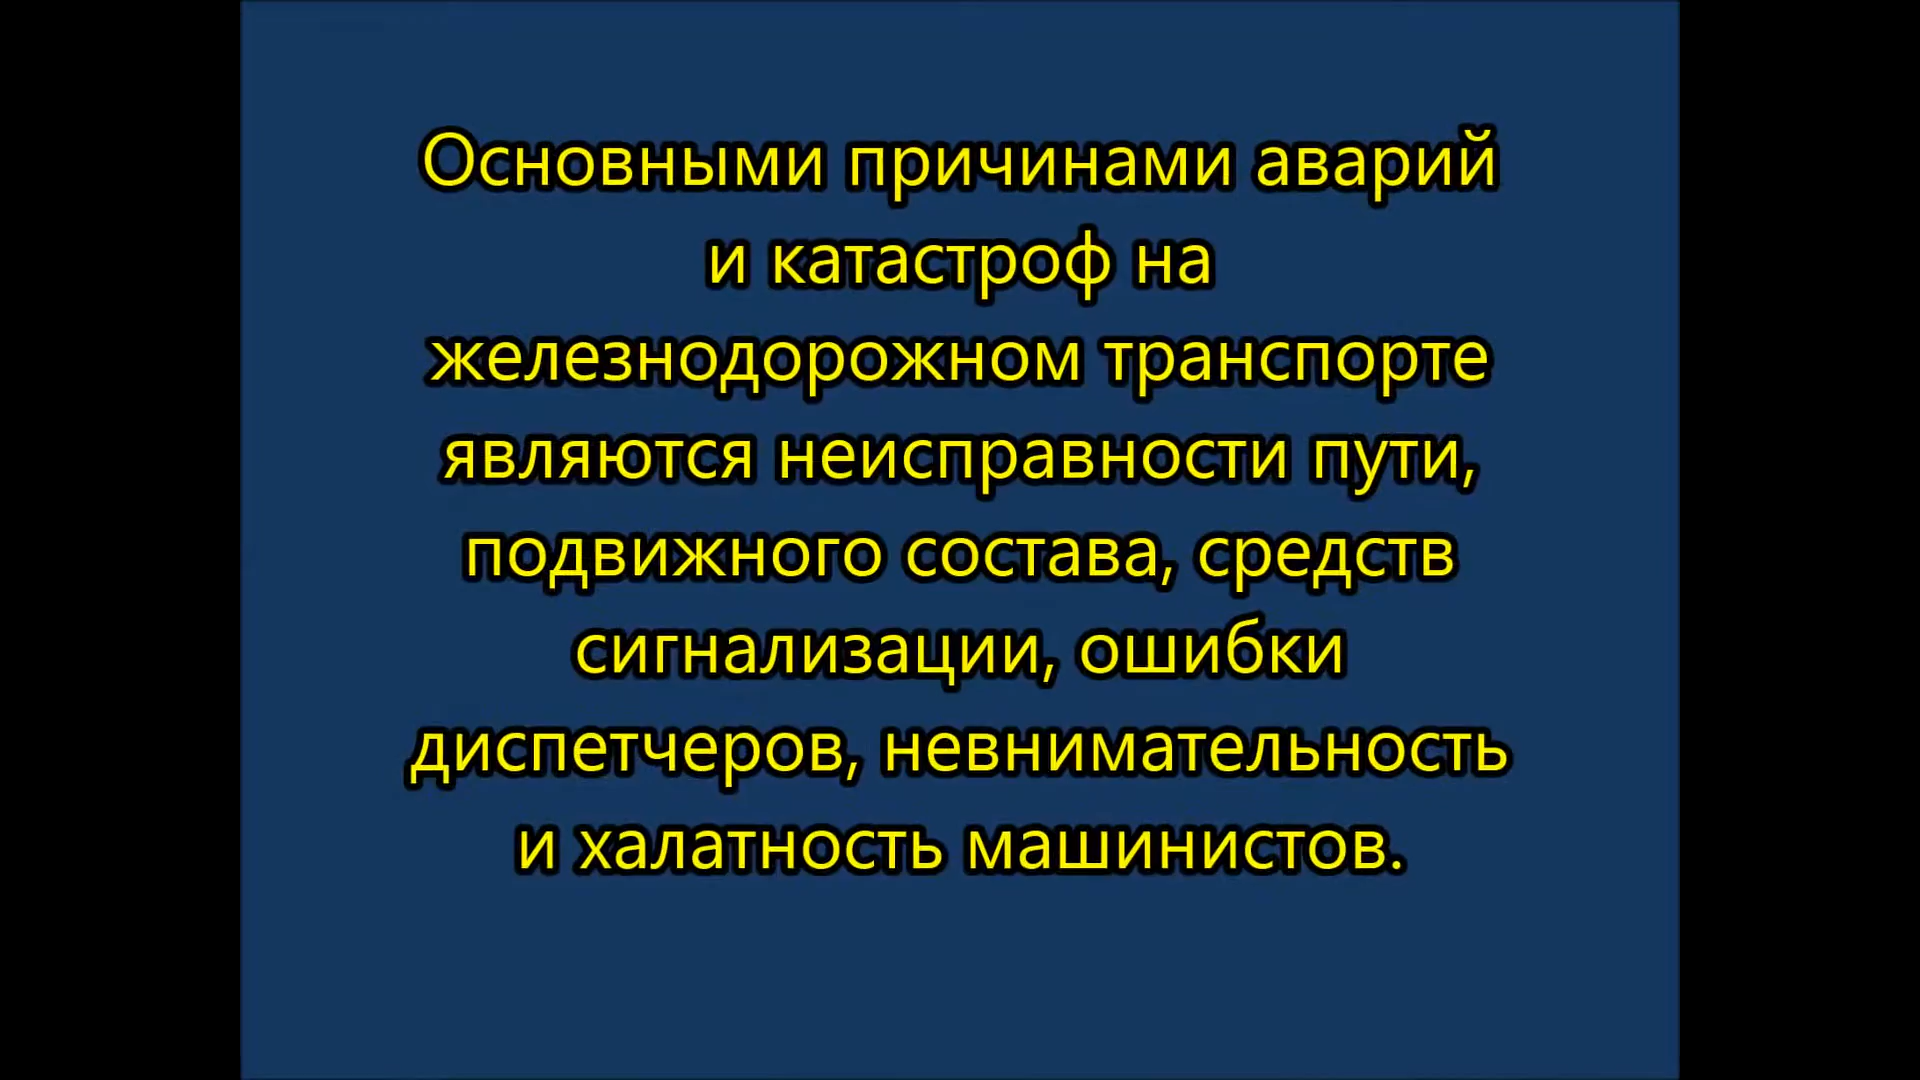 Основными причинами аварий
и катастроф на
железнодорожном транспорте
являются неисправности пути,
подвижного состава, средств
сигнализации, ошибки
диспетчеров, невнимательность
и халатность машинистов.